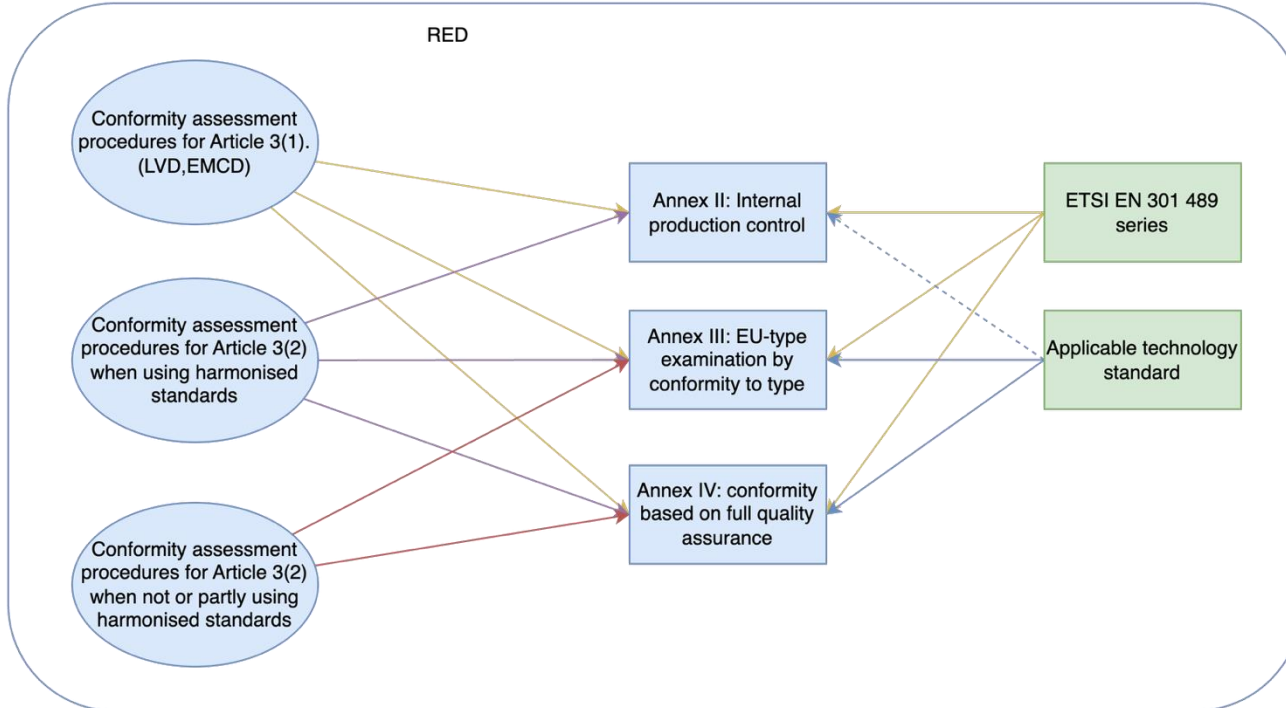 RED
Conformity assessment
procedures for Article 3(1).
(LVD,EMCD)
Annex II: Internal
production control
ETSI EN 301 489
series
Conformity assessment
procedures for Article 3(2)
when using harmonised
standards
Annex III: EU-type
examination by
conformity to type
Applicable technology
standard
Annex IV: conformity
based on full quality
assurance
Conformity assessment
procedures for Article 3(2)
when not or partly using
harmonised standards